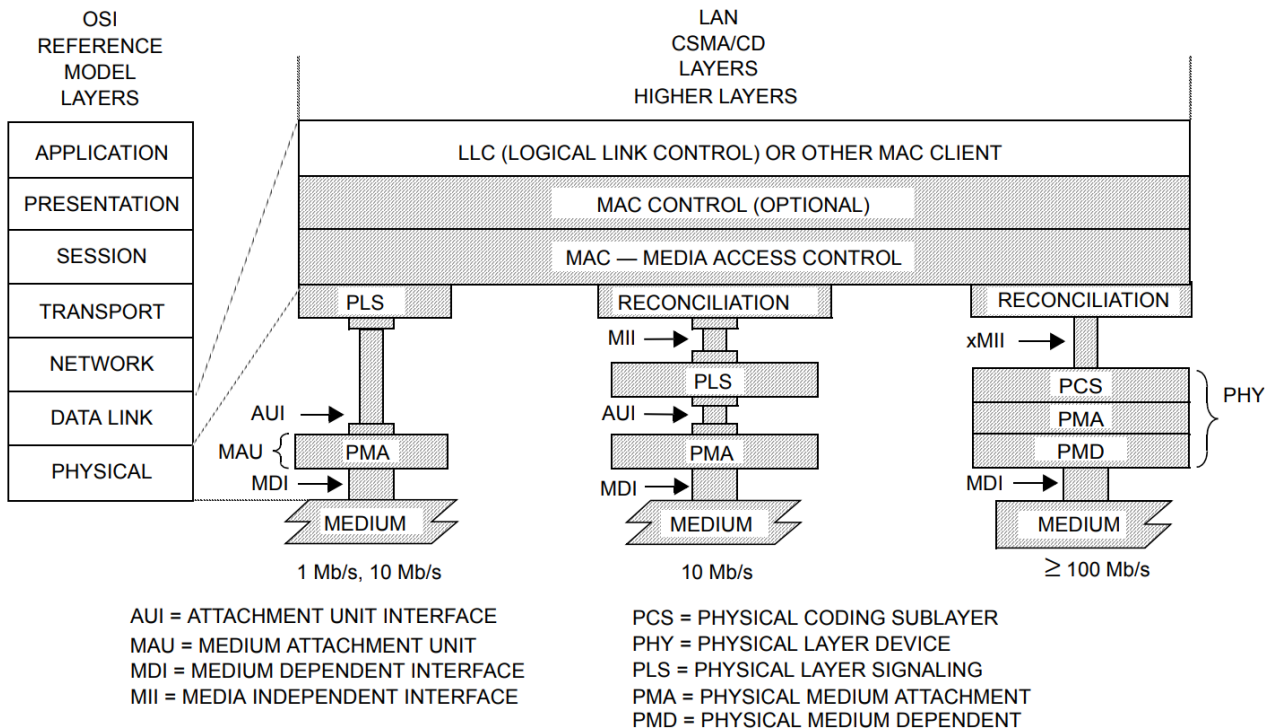 OSI
REFERENCE
MODEL
LAYERS
LAN
CSMA/CD
LAYERS
HIGHER LAYERS
APPLICATION
PRESENTATION
SESSION
TRANSPORT
NETWORK
DATA LINK
PHYSICAL
LLC (LOGICAL LINK CONTROL) OR OTHER MAC CLIENT
MAC CONTROL (OPTIONAL)
MAC — MEDIA ACCESS CONTROL
PLS
AUI
MAU
PMA
MDI
MEDIUM
1 Mb/s, 10 Mb/s
RECONCILIATION
MII
PLS
AUI
PMA
MDI
MEDIUM
10 Mb/s
RECONCILIATION
xMII
PCS
PMA
PMD
PHY
MDI
MEDIUM
≥ 100 Mb/s
AUI = ATTACHMENT UNIT INTERFACE
MAU = MEDIUM ATTACHMENT UNIT
MDI = MEDIUM DEPENDENT INTERFACE
MII = MEDIA INDEPENDENT INTERFACE
PCS = PHYSICAL CODING SUBLAYER
PHY = PHYSICAL LAYER DEVICE
PLS = PHYSICAL LAYER SIGNALING
PMA = PHYSICAL MEDIUM ATTACHMENT
PMD = PHYSICAL MEDIUM DEPENDENT